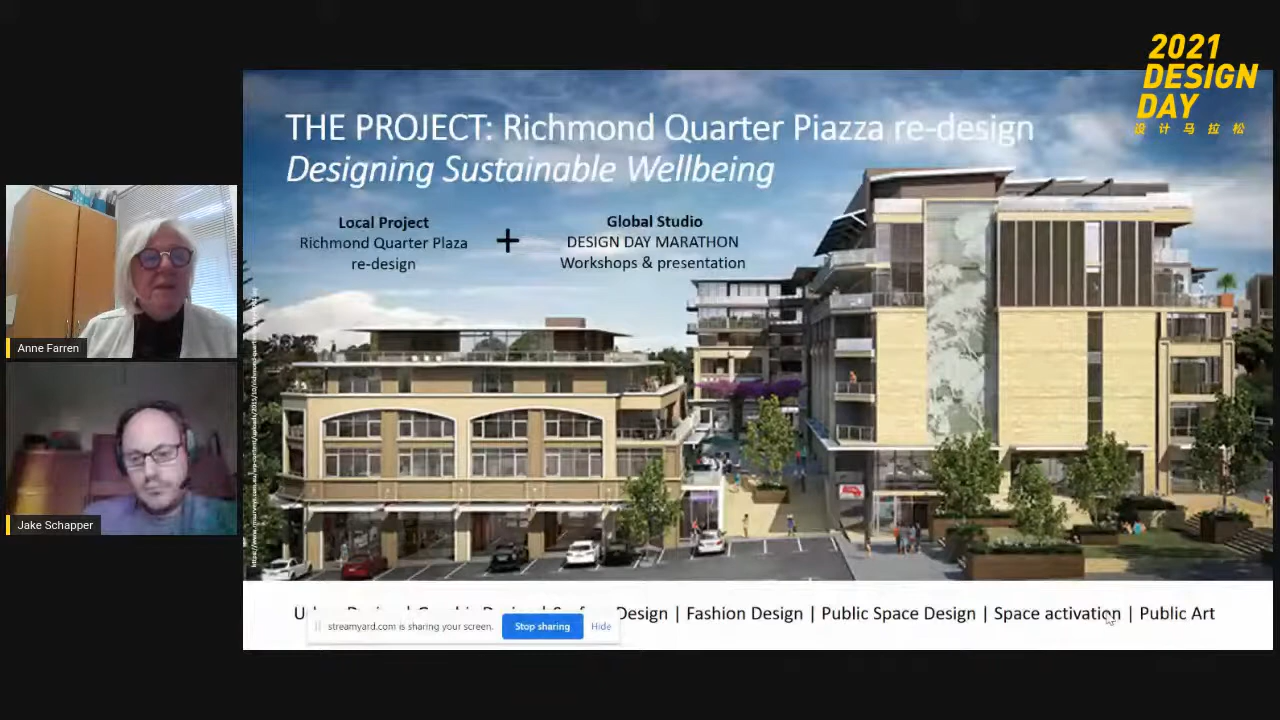 2021
DESIGN
DAY
设计马拉松
THE PROJECT: Richmond Quarter Piazza re-design
Designing Sustainable Wellbeing
Local Project
Richmond Quarter Plaza
re-design
+
Global Studio
DESIGN DAY MARATHON
Workshops & presentation
Anne Farren
Jake Schapper
Design | Fashion Design | Public Space Design | Space activation | Public Art
streamyard.com is sharing your screen.
Stop sharing
Hide